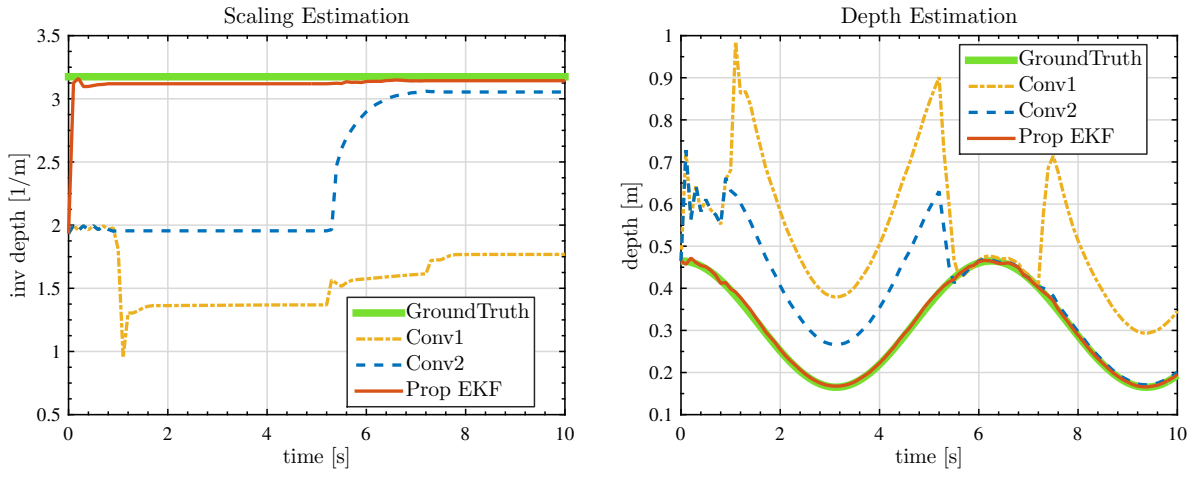 Scaling Estimation
3.5
3
2.5
2
1.5
1
0.5
inv depth [1/m]
GroundTruth
Conv1
Conv2
Prop EKF
0 2 4 6 8 10
time [s]
Depth Estimation
1
0.9
0.8
0.7
0.6
0.5
0.4
0.3
0.2
0.1
depth [m]
GroundTruth
Conv1
Conv2
Prop EKF
0 2 4 6 8 10
time [s]